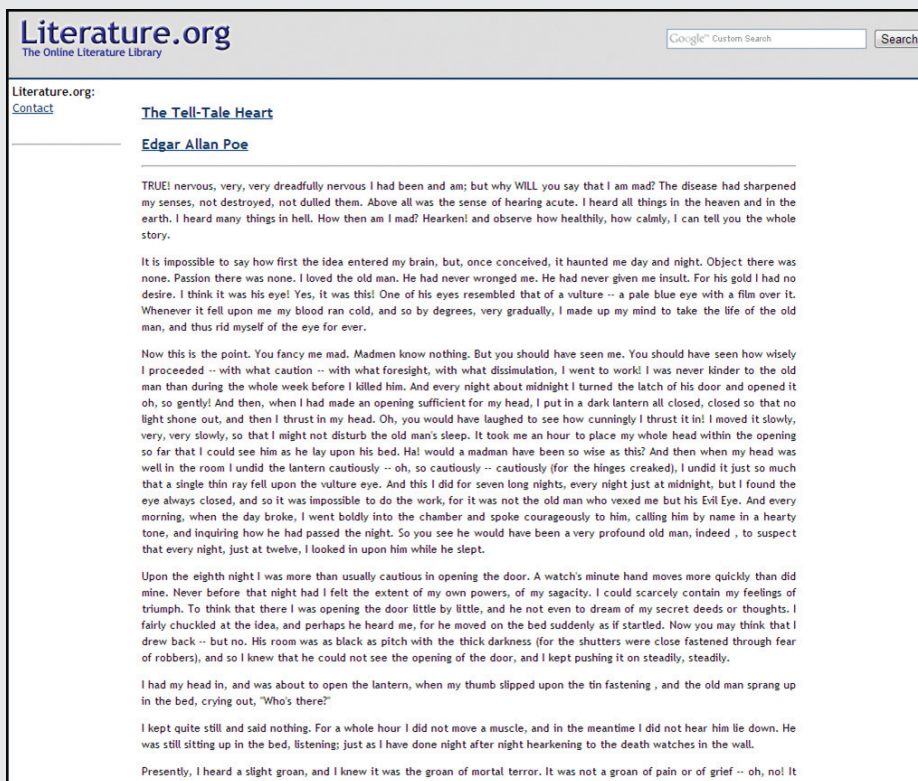 Literature.org
The Online Literature Library
Google™ Custom Search
Search
Literature.org:
Contact
The Tell-Tale Heart
Edgar Allan Poe
TRUE! nervous, very, very dreadfully nervous I had been and am; but why WILL you say that I am mad? The disease had sharpened
my senses, not destroyed, not dulled them. Above all was the sense of hearing acute. I heard all things in the heaven and in the
earth. I heard many things in hell. How then am I mad? Hearken! and observe how healthily, how calmly, I can tell you the whole
story.
It is impossible to say how first the idea entered my brain, but, once conceived, it haunted me day and night. Object there was
none. Passion there was none. I loved the old man. He had never wronged me. He had never given me insult. For his gold I had no
desire. I think it was his eye! Yes, it was this! One of his eyes resembled that of a vulture -- a pale blue eye with a film over it.
Whenever it fell upon me my blood ran cold, and so by degrees, very gradually, I made up my mind to take the life of the old
man, and thus rid myself of the eye for ever.
Now this is the point. You fancy me mad. Madmen know nothing. But you should have seen me. You should have seen how wisely
I proceeded -- with what caution -- with what foresight, with what dissimulation, I went to work! I was never kinder to the old
man than during the whole week before I killed him. And every night about midnight I turned the latch of his door and opened it
oh, so gently! And then, when I had made an opening sufficient for my head, I put in a dark lantern all closed, closed so that no
light shone out, and then I thrust in my head. Oh, you would have laughed to see how cunningly I thrust it in! I moved it slowly,
very, very slowly, so that I might not disturb the old man's sleep. It took me an hour to place my whole head within the opening
so far that I could see him as he lay upon his bed. Ha! would a madman have been so wise as this? And then when my head was
well in the room I undid the lantern cautiously -- oh, so cautiously -- cautiously (for the hinges creaked), I undid it just so much
that a single thin ray fell upon the vulture eye. And this I did for seven long nights, every night just at midnight, but I found the
eye always closed, and so it was impossible to do the work, for it was not the old man who vexed me but his Evil Eye. And every
morning, when the day broke, I went boldly into the chamber and spoke courageously to him, calling him by name in a hearty
tone, and inquiring how he had passed the night. So you see he would have been a very profound old man, indeed , to suspect
that every night, just at twelve, I looked in upon him while he slept.
Upon the eighth night I was more than usually cautious in opening the door. A watch's minute hand moves more quickly than did
mine. Never before that night had I felt the extent of my own powers, of my sagacity. I could scarcely contain my feelings of
triumph. To think that there I was opening the door little by little, and he not even to dream of my secret deeds or thoughts. I
fairly chuckled at the idea, and perhaps he heard me, for he moved on the bed suddenly as if startled. Now you may think that I
drew back -- but no. His room was as black as pitch with the thick darkness (for the shutters were close fastened through fear
of robbers), and so I knew that he could not see the opening of the door, and I kept pushing it on steadily, steadily.
I had my head in, and was about to open the lantern, when my thumb slipped upon the tin fastening , and the old man sprang up
in the bed, crying out, "Who's there?"
I kept quite still and said nothing. For a whole hour I did not move a muscle, and in the meantime I did not hear him lie down. He
was still sitting up in the bed, listening; just as I have done night after night hearkening to the death watches in the wall.
Presently, I heard a slight groan, and I knew it was the groan of mortal terror. It was not a groan of pain or of grief -- oh, no! It